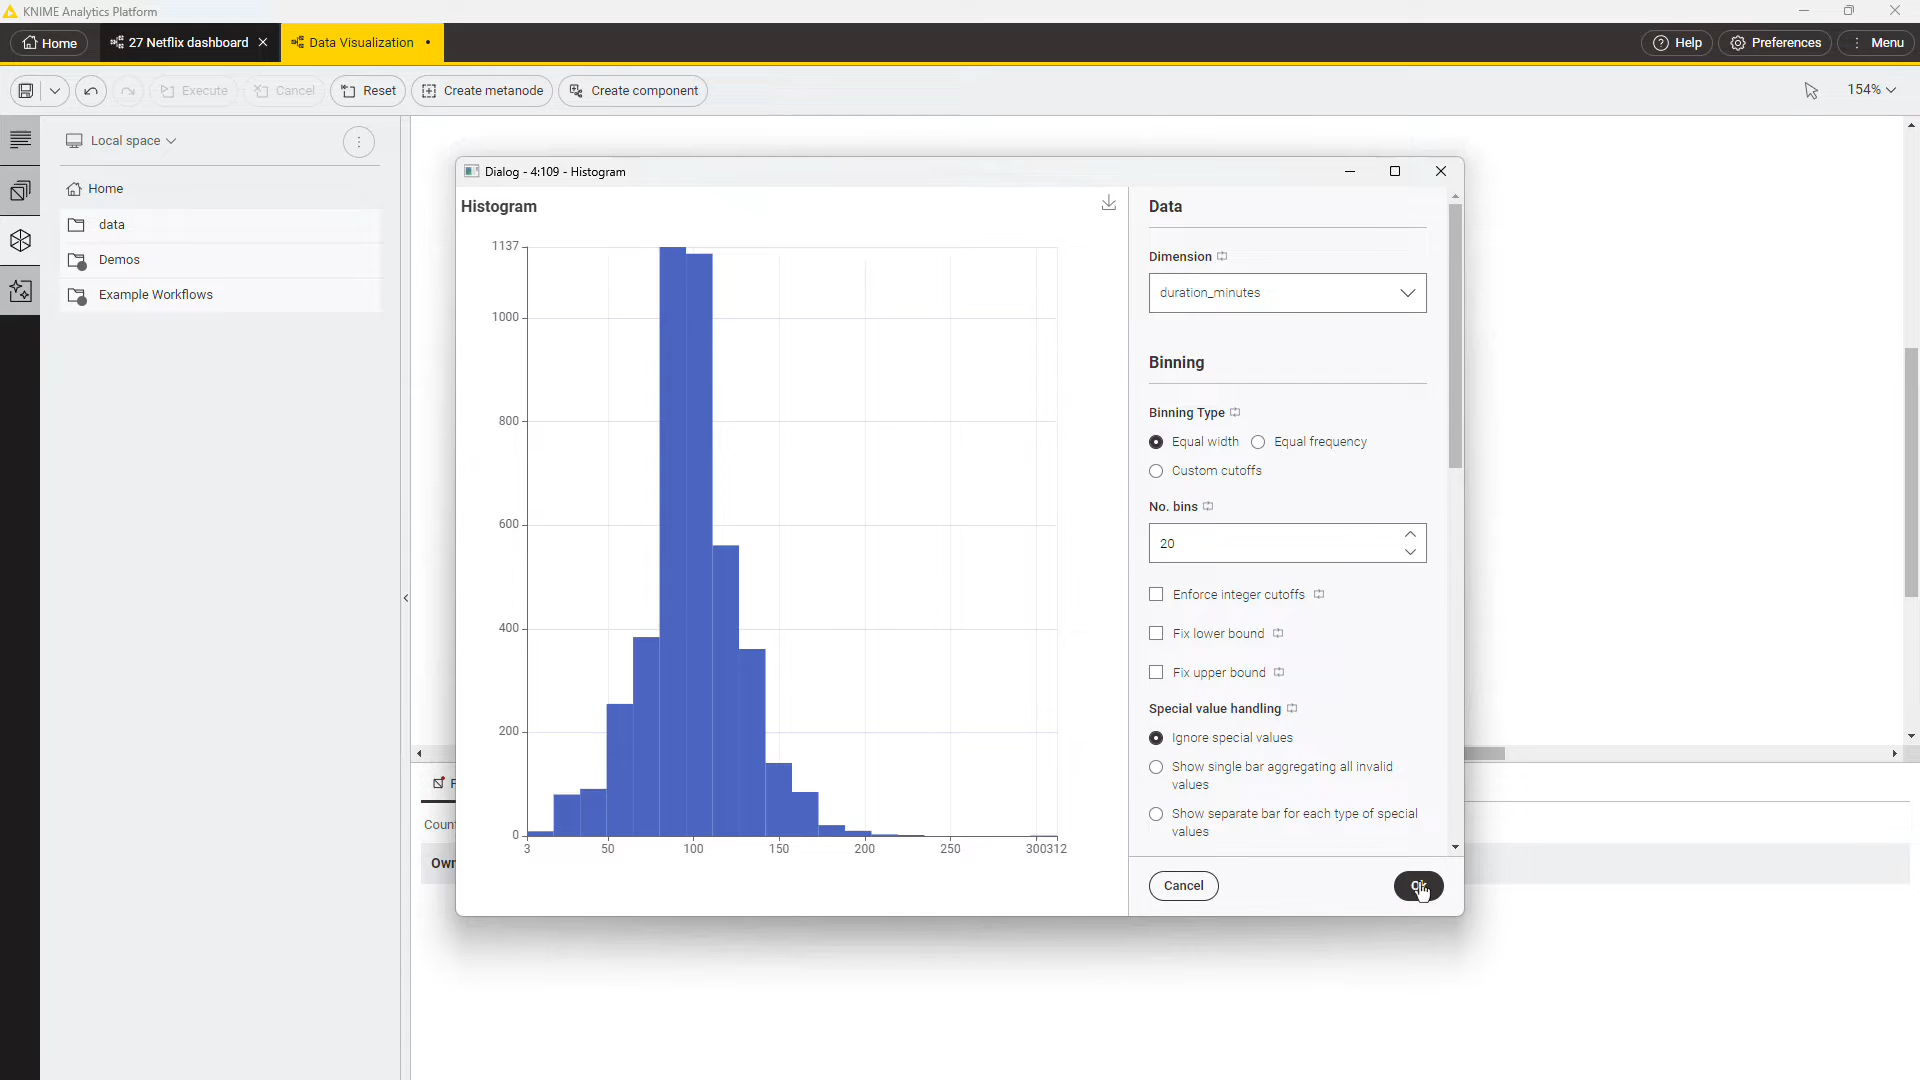 KNIME Analytics Platform
Home
27 Netflix dashboard
Data Visualization
Help
Preferences
Menu
Execute
Cancel
Reset
Create metanode
Create component
154%
Local space
Home
data
Demos
Example Workflows
Dialog - 4:109 - Histogram
Histogram
1137
1000
800
600
400
200
0
3 50 100 150 200 250 300312
Data
Dimension
duration_minutes
Binning
Binning Type
Equal width Equal frequency
Custom cutoffs
No. bins
20
Enforce integer cutoffs
Fix lower bound
Fix upper bound
Special value handling
Ignore special values
Show single bar aggregating all invalid
values
Show separate bar for each type of special
values
Cancel